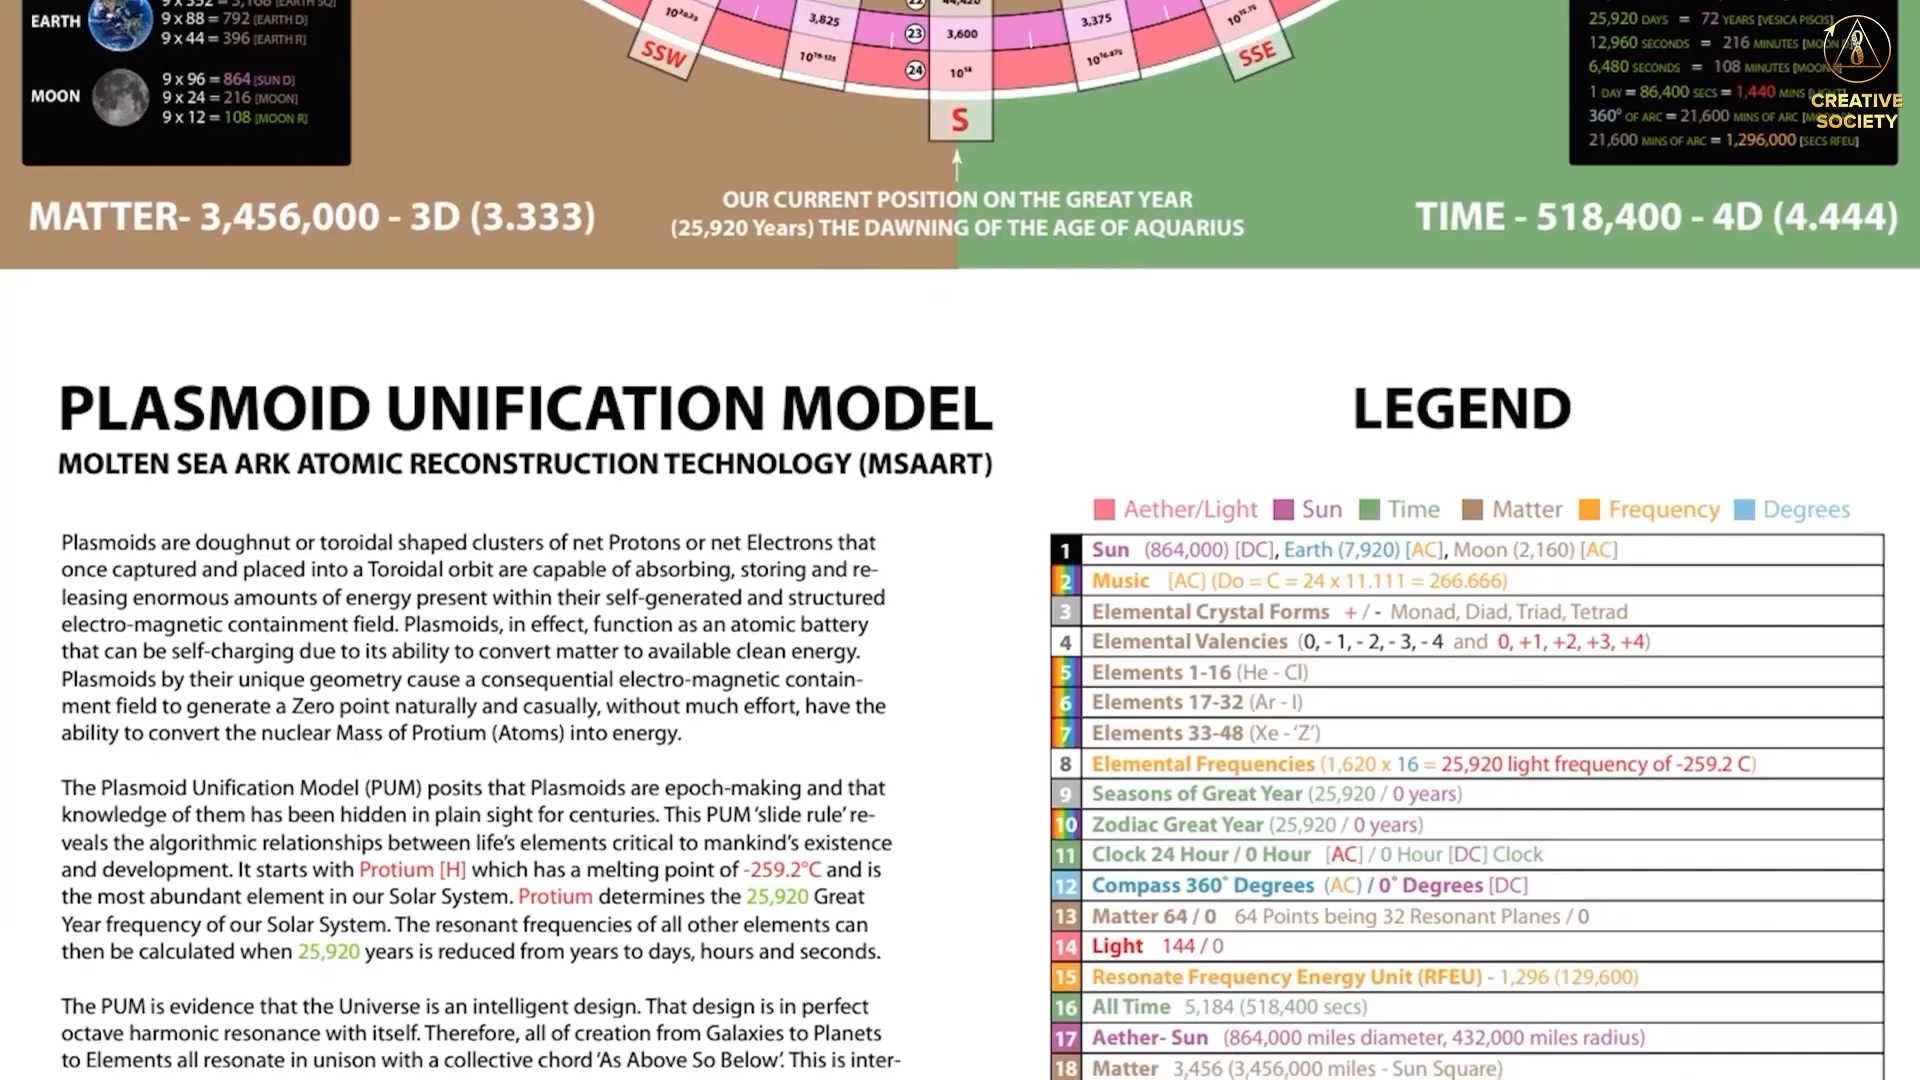 9 x 352 = 3,168 [EARTH SQ]
EARTH
9 x 88 = 792 [EARTH D]
9 x 44 = 396 [EARTH R]
MOON
9 x 96 = 864 [SUN D]
9 x 24 = 216 [MOON]
9 x 12 = 108 [MOON R]
SSW
3,825
22
44,420
23
3,600
24
3,375
SSE
S
25,920 DAYS = 72 YEARS [VESICA PISCIS]
12,960 SECONDS = 216 MINUTES [MOON
6,480 SECONDS = 108 MINUTES [MOON
1 DAY = 86,400 SECS = 1,440 MINS
360° OF ARC = 21,600 MINS OF ARC
21,600 MINS OF ARC = 1,296,000 [SECS RFEU]
CREATIVE
SOCIETY
MATTER- 3,456,000 - 3D (3.333)
OUR CURRENT POSITION ON THE GREAT YEAR
(25,920 Years) THE DAWNING OF THE AGE OF AQUARIUS
TIME - 518,400 - 4D (4.444)
PLASMOID UNIFICATION MODEL
MOLTEN SEA ARK ATOMIC RECONSTRUCTION TECHNOLOGY (MSAART)
Plasmoids are doughnut or toroidal shaped clusters of net Protons or net Electrons that
once captured and placed into a Toroidal orbit are capable of absorbing, storing and re-
leasing enormous amounts of energy present within their self-generated and structured
electro-magnetic containment field. Plasmoids, in effect, function as an atomic battery
that can be self-charging due to its ability to convert matter to available clean energy.
Plasmoids by their unique geometry cause a consequential electro-magnetic contain-
ment field to generate a Zero point naturally and casually, without much effort, have the
ability to convert the nuclear Mass of Protium (Atoms) into energy.
The Plasmoid Unification Model (PUM) posits that Plasmoids are epoch-making and that
knowledge of them has been hidden in plain sight for centuries. This PUM ‘slide rule’ re-
veals the algorithmic relationships between life’s elements critical to mankind’s existence
and development. It starts with Protium [H] which has a melting point of -259.2°C and is
the most abundant element in our Solar System. Protium determines the 25,920 Great
Year frequency of our Solar System. The resonant frequencies of all other elements can
then be calculated when 25,920 years is reduced from years to days, hours and seconds.
The PUM is evidence that the Universe is an intelligent design. That design is in perfect
octave harmonic resonance with itself. Therefore, all of creation from Galaxies to Planets
to Elements all resonate in unison with a collective chord ‘As Above So Below’. This is inter-
LEGEND
Aether/Light Sun Time Matter Frequency Degrees
1 Sun (864,000) [DC], Earth (7,920) [AC], Moon (2,160) [AC]
2 Music [AC] (Do = C = 24 x 11.111 = 266.666)
3 Elemental Crystal Forms + / - Monad, Diad, Triad, Tetrad
4 Elemental Valencies (0, - 1, - 2, - 3, - 4 and 0, +1, +2, +3, +4)
5 Elements 1-16 (He - Cl)
6 Elements 17-32 (Ar - I)
7 Elements 33-48 (Xe - ‘Z’)
8 Elemental Frequencies (1,620 x 16 = 25,920 light frequency of -259.2 C)
9 Seasons of Great Year (25,920 / 0 years)
10 Zodiac Great Year (25,920 / 0 years)
11 Clock 24 Hour / 0 Hour [AC] / 0 Hour [DC] Clock
12 Compass 360° Degrees (AC) / 0° Degrees [DC]
13 Matter 64 / 0 64 Points being 32 Resonant Planes / 0
14 Light 144 / 0
15 Resonate Frequency Energy Unit (RFEU) - 1,296 (129,600)
16 All Time 5,184 (518,400 secs)
17 Aether- Sun (864,000 miles diameter, 432,000 miles radius)
18 Matter 3,456 (3,456,000 miles - Sun Square)